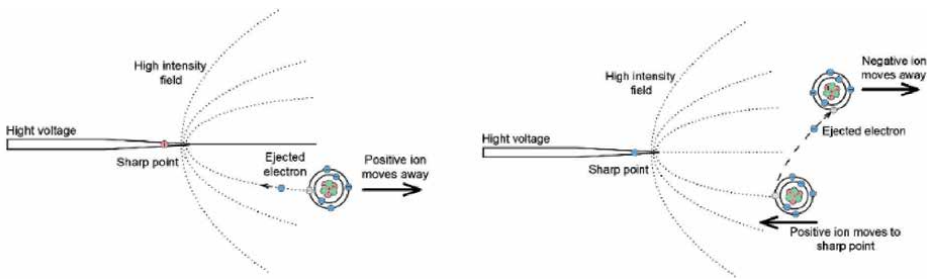 High intensity
field
Hight voltage
Sharp point
Ejected
electron
Positive ion
moves away
High intensity
field
Hight voltage
Sharp point
Negative ion
moves away
Ejected electron
Positive ion moves to
sharp point